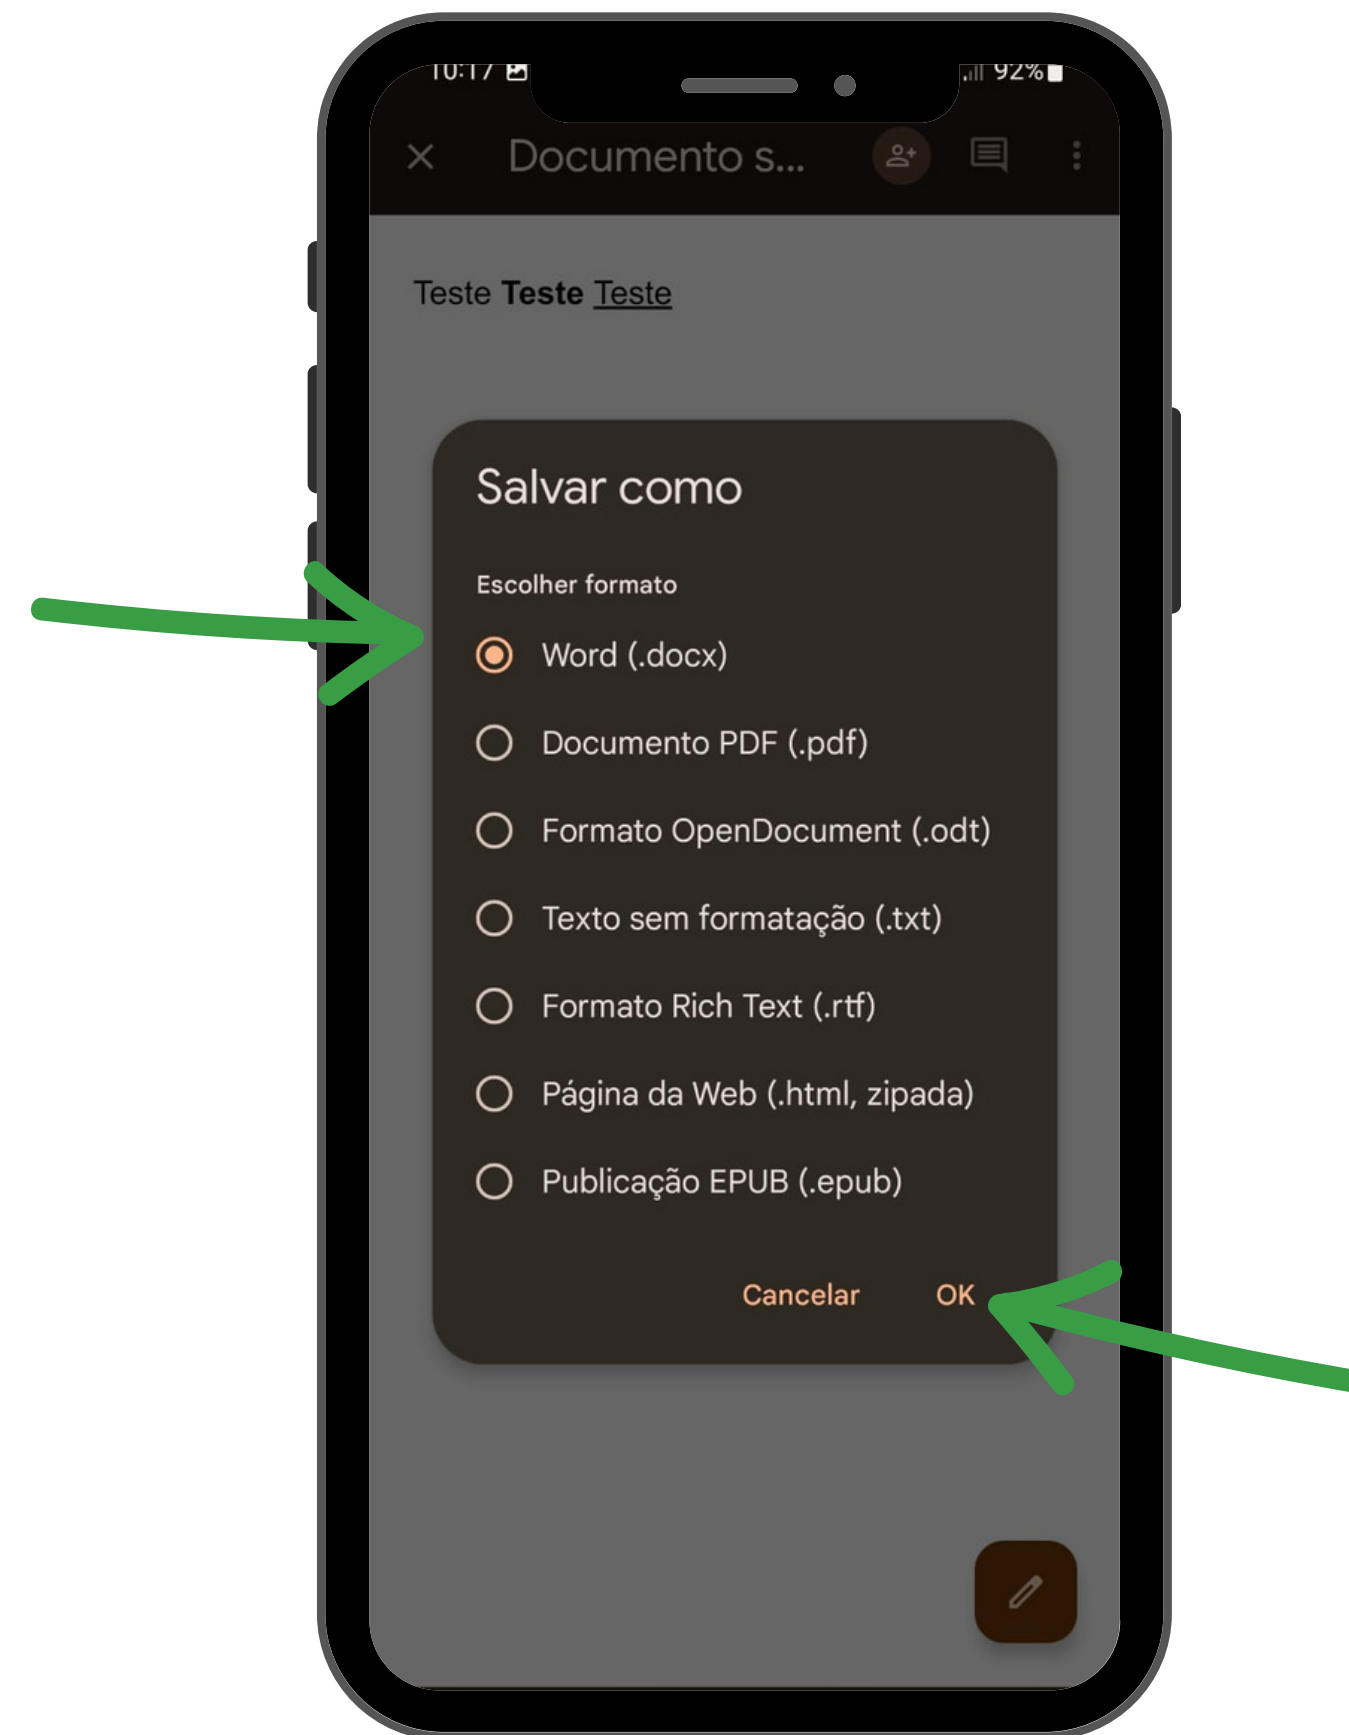 10:17 92%
Documento s...
Teste Teste Teste
Salvar como
Escolher formato
Word (.docx)
Documento PDF (.pdf)
Formato OpenDocument (.odt)
Texto sem formatação (.txt)
Formato Rich Text (.rtf)
Página da Web (.html, zipada)
Publicação EPUB (.epub)
Cancelar OK